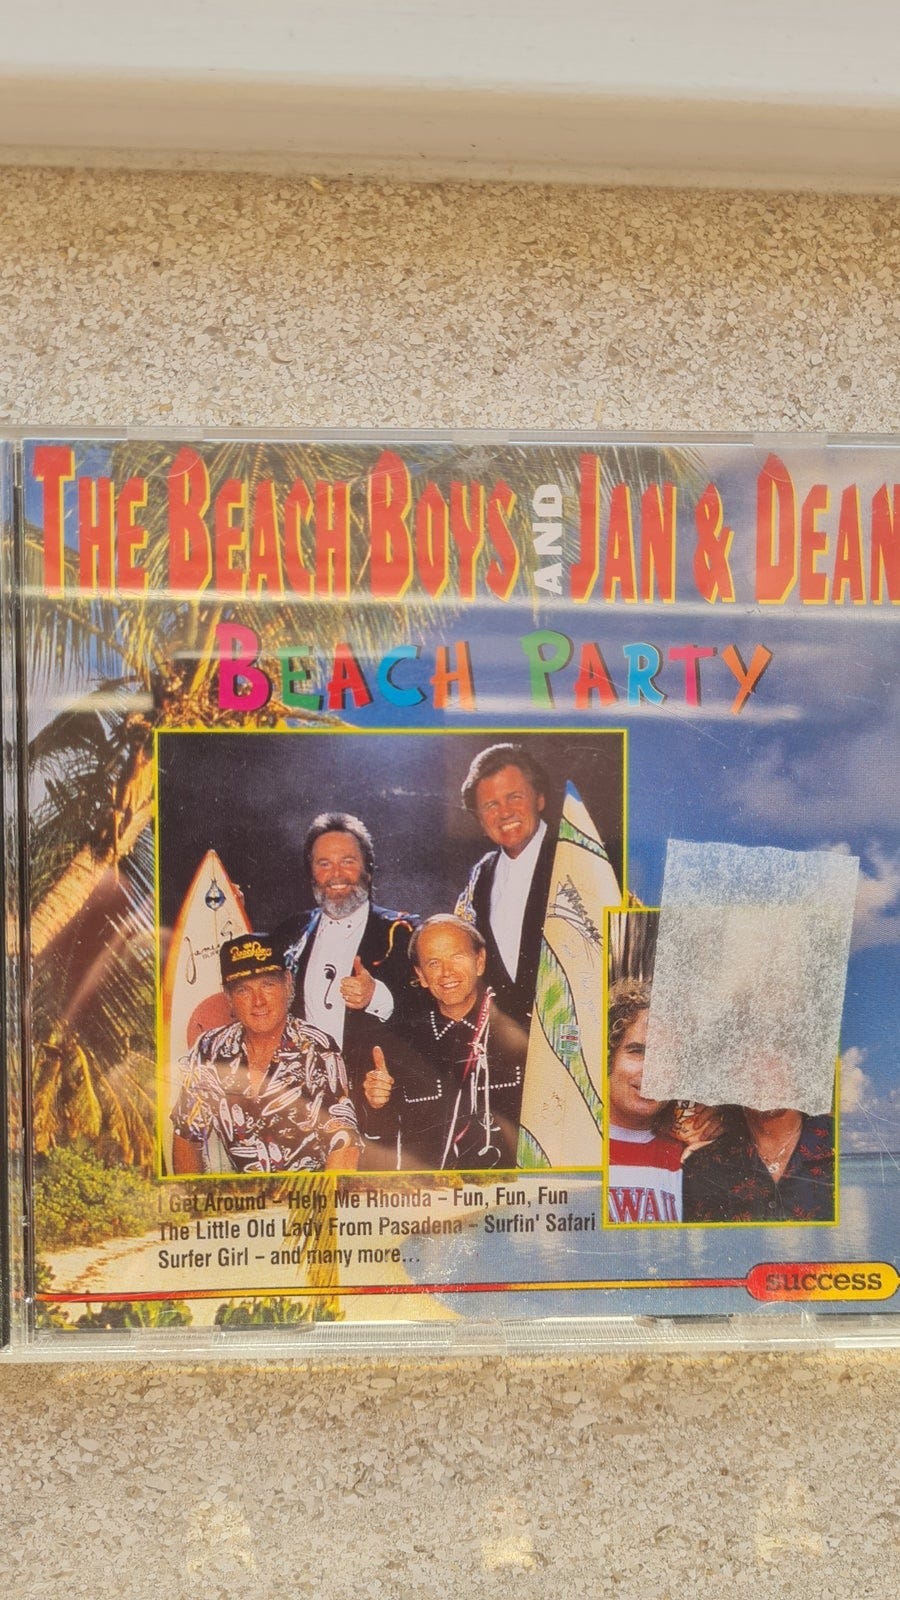 THE BEACH BOYS AND JAN & DEAN
BEACH PARTY
I Get Around – Help Me Rhonda – Fun, Fun, Fun
The Little Old Lady From Pasadena – Surfin' Safari
Surfer Girl – and many more...
success